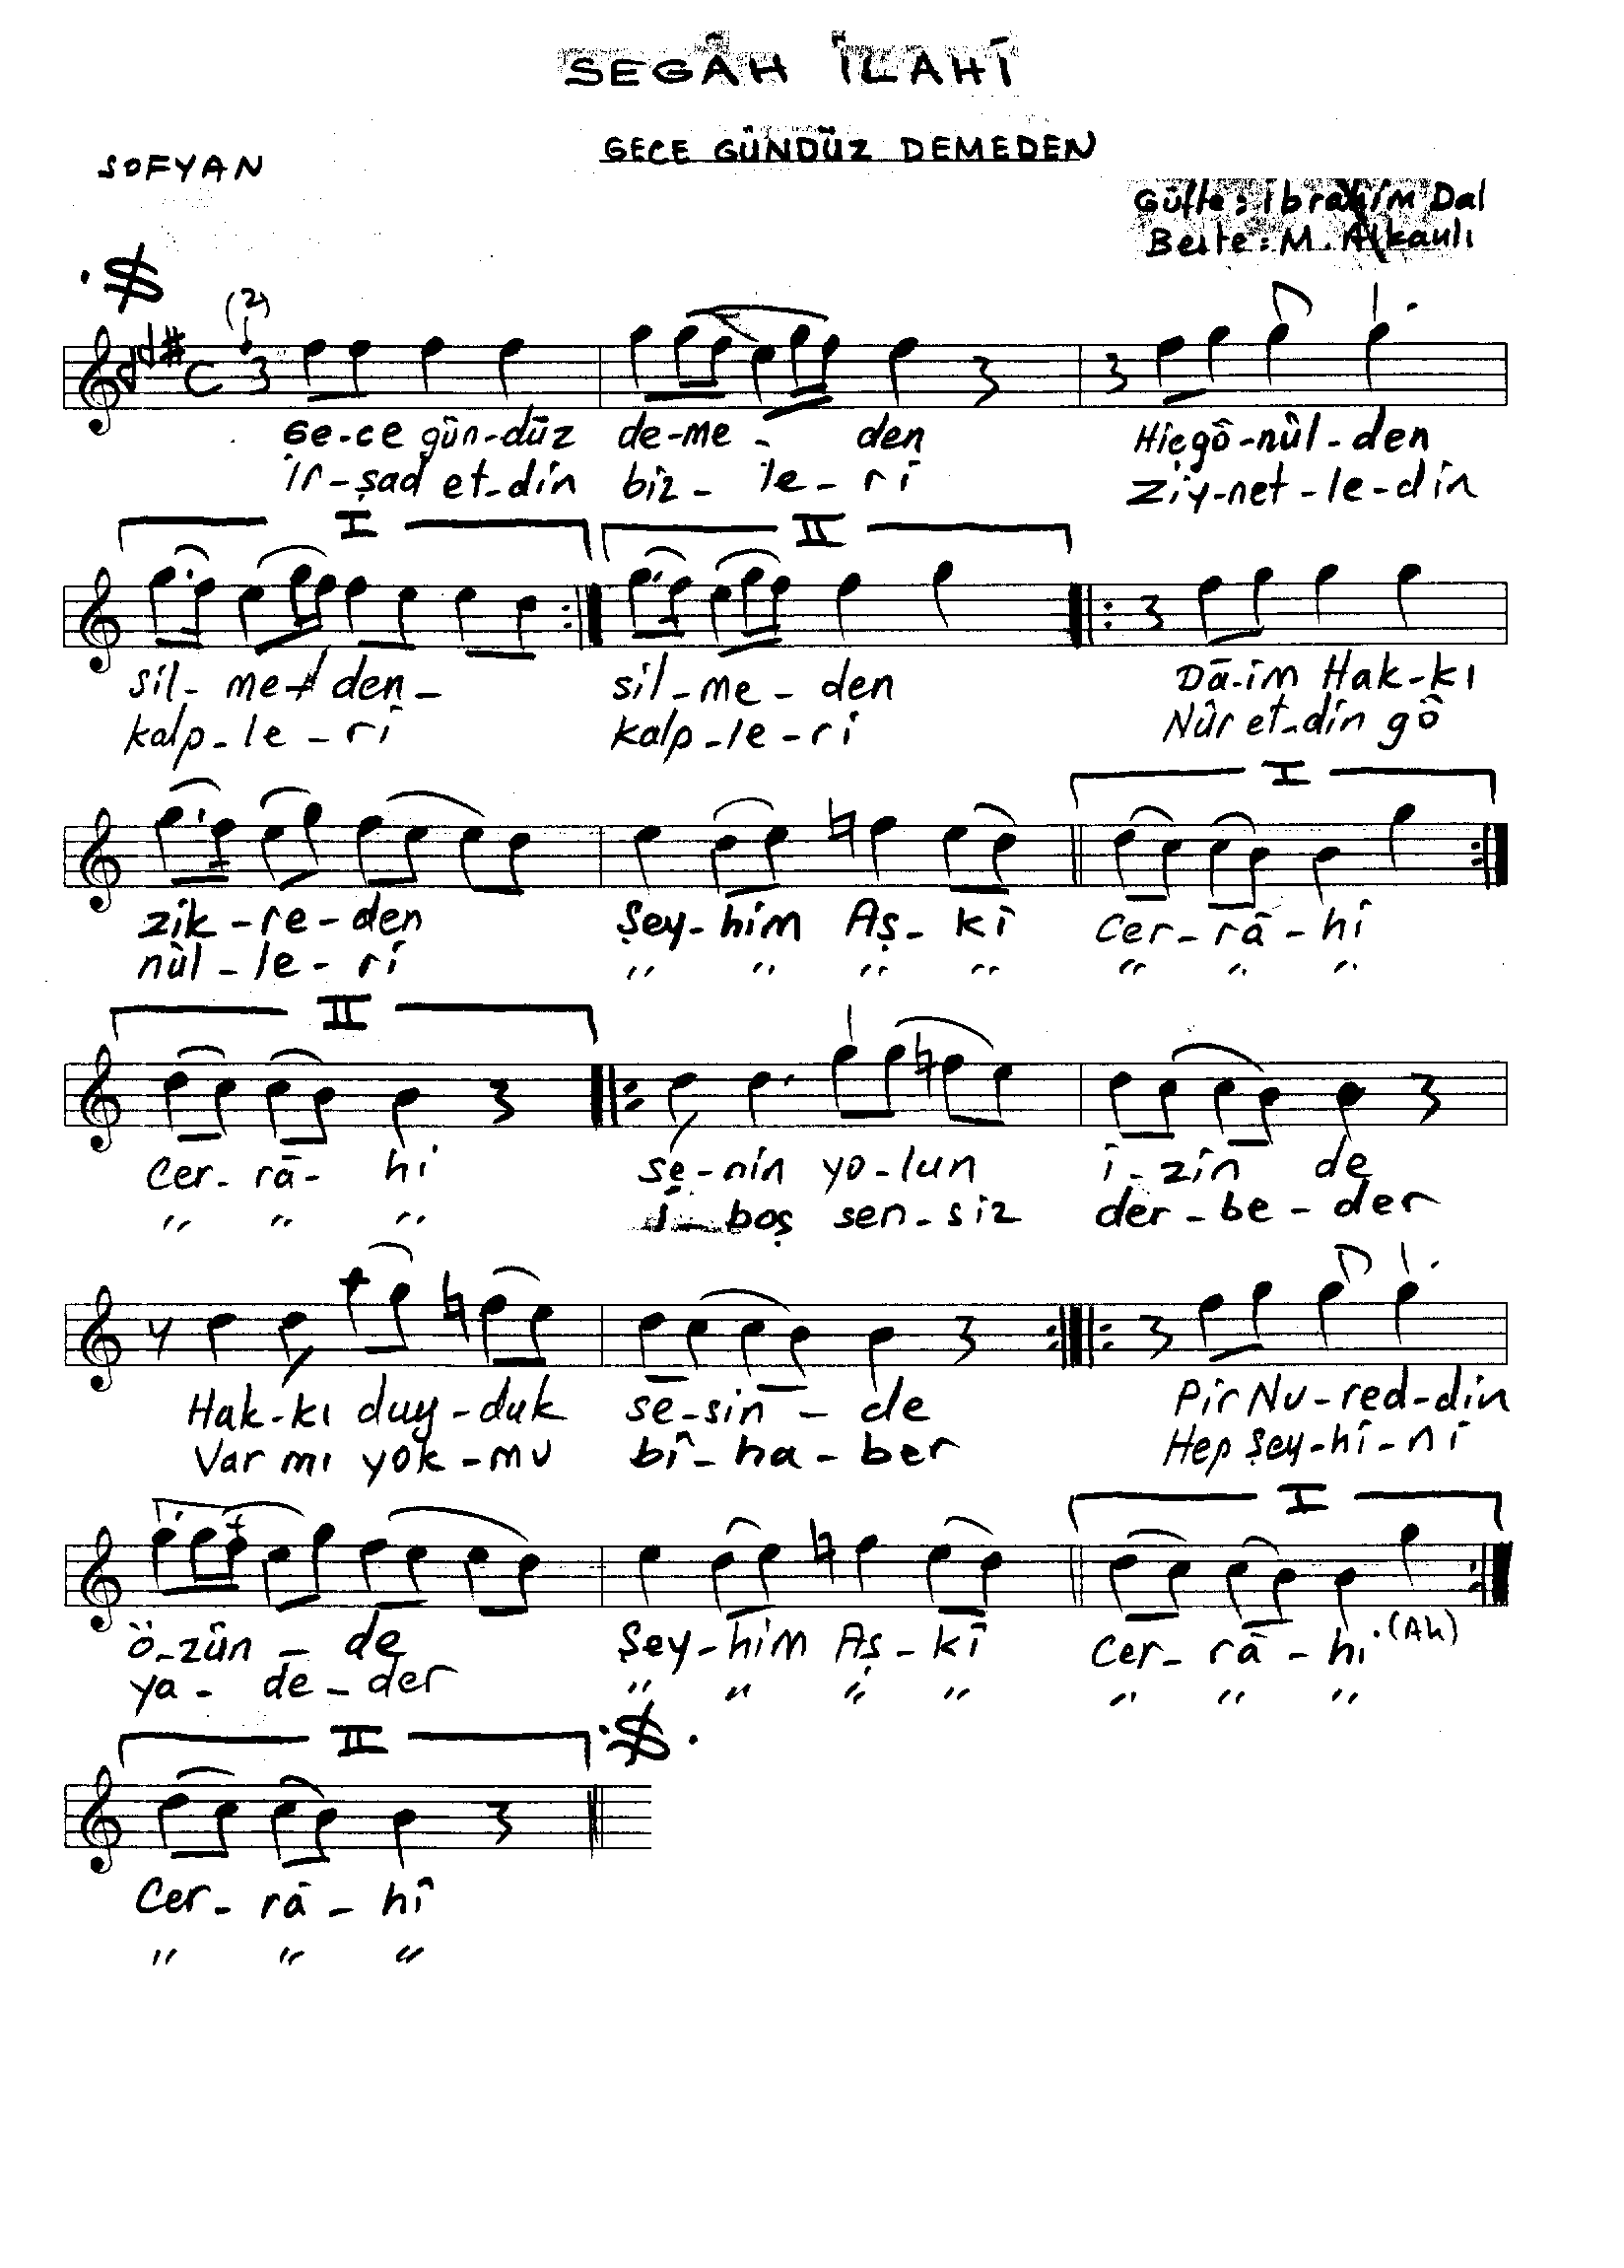 SEGÂH İLAHİ
GECE GÜNDÜZ DEMEDEN
SOFYAN
Güfte: İbrahim Dal
Beste: M. Alkanlı
(2)
Ge-ce gün-düz de-me- den Hiç gö-nül-den
İr-şad et-din biz-le-ri Ziy-net-le-din
I II
sil-me-den- sil-me-den Dā-im Hak-kı
kalp-le-ri kalp-le-ri Nûr et-din gö
I
zik-re-den Şey-him Aş-kî Cer-râ-hi
nül-le-ri " " " " " " "
II
Cer-rā-hi se-nin yo-lun i-zin de
" " " i-boş sen-siz der-be-der
Hak-kı duy-duk se-sin-de Pir Nu-red-din
Var mı yok-mu bî-ha-ber Hep Şey-hi-ni
I
ö-zün-de Şey-him Aş-kî Cer-rā-hi (Ah)
ya-de-der " " " " " " "
II
Cer-rā-hî
" " "